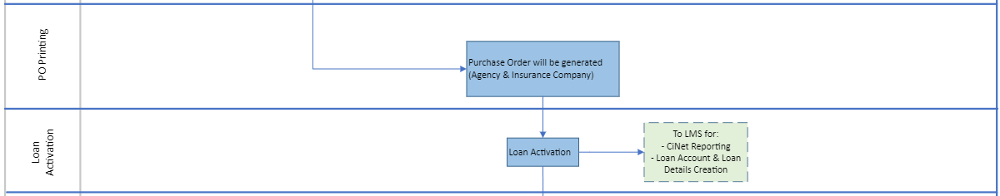 PO Printing
Purchase Order will be generated
(Agency & Insurance Company)
Loan
Activation
Loan Activation
To LMS for:
- CiNet Reporting
- Loan Account & Loan
Details Creation